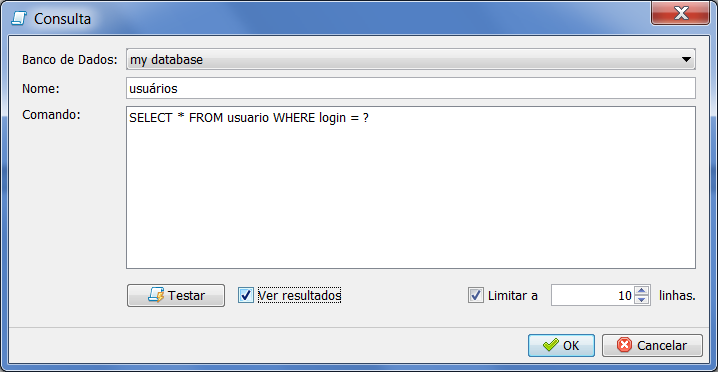 Consulta
Banco de Dados: my database
Nome: usuários
Comando: SELECT * FROM usuario WHERE login = ?
Testar Ver resultados Limitar a 10 linhas.
OK Cancelar